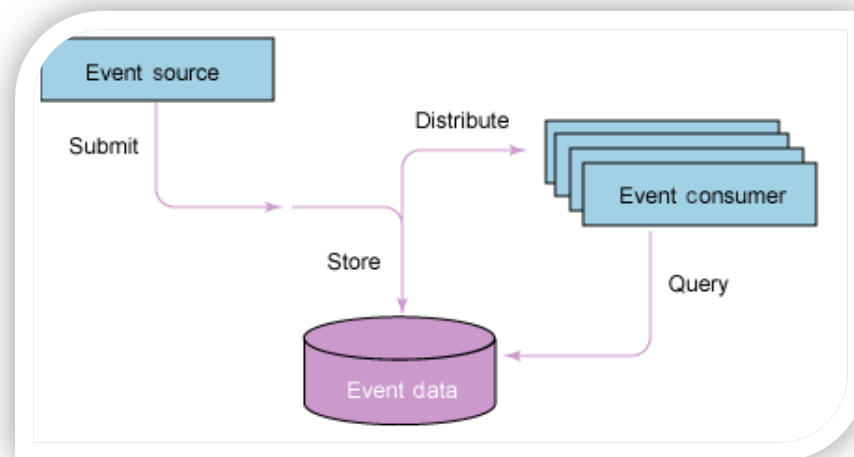 Event source
Submit
Distribute
Event consumer
Store
Query
Event data